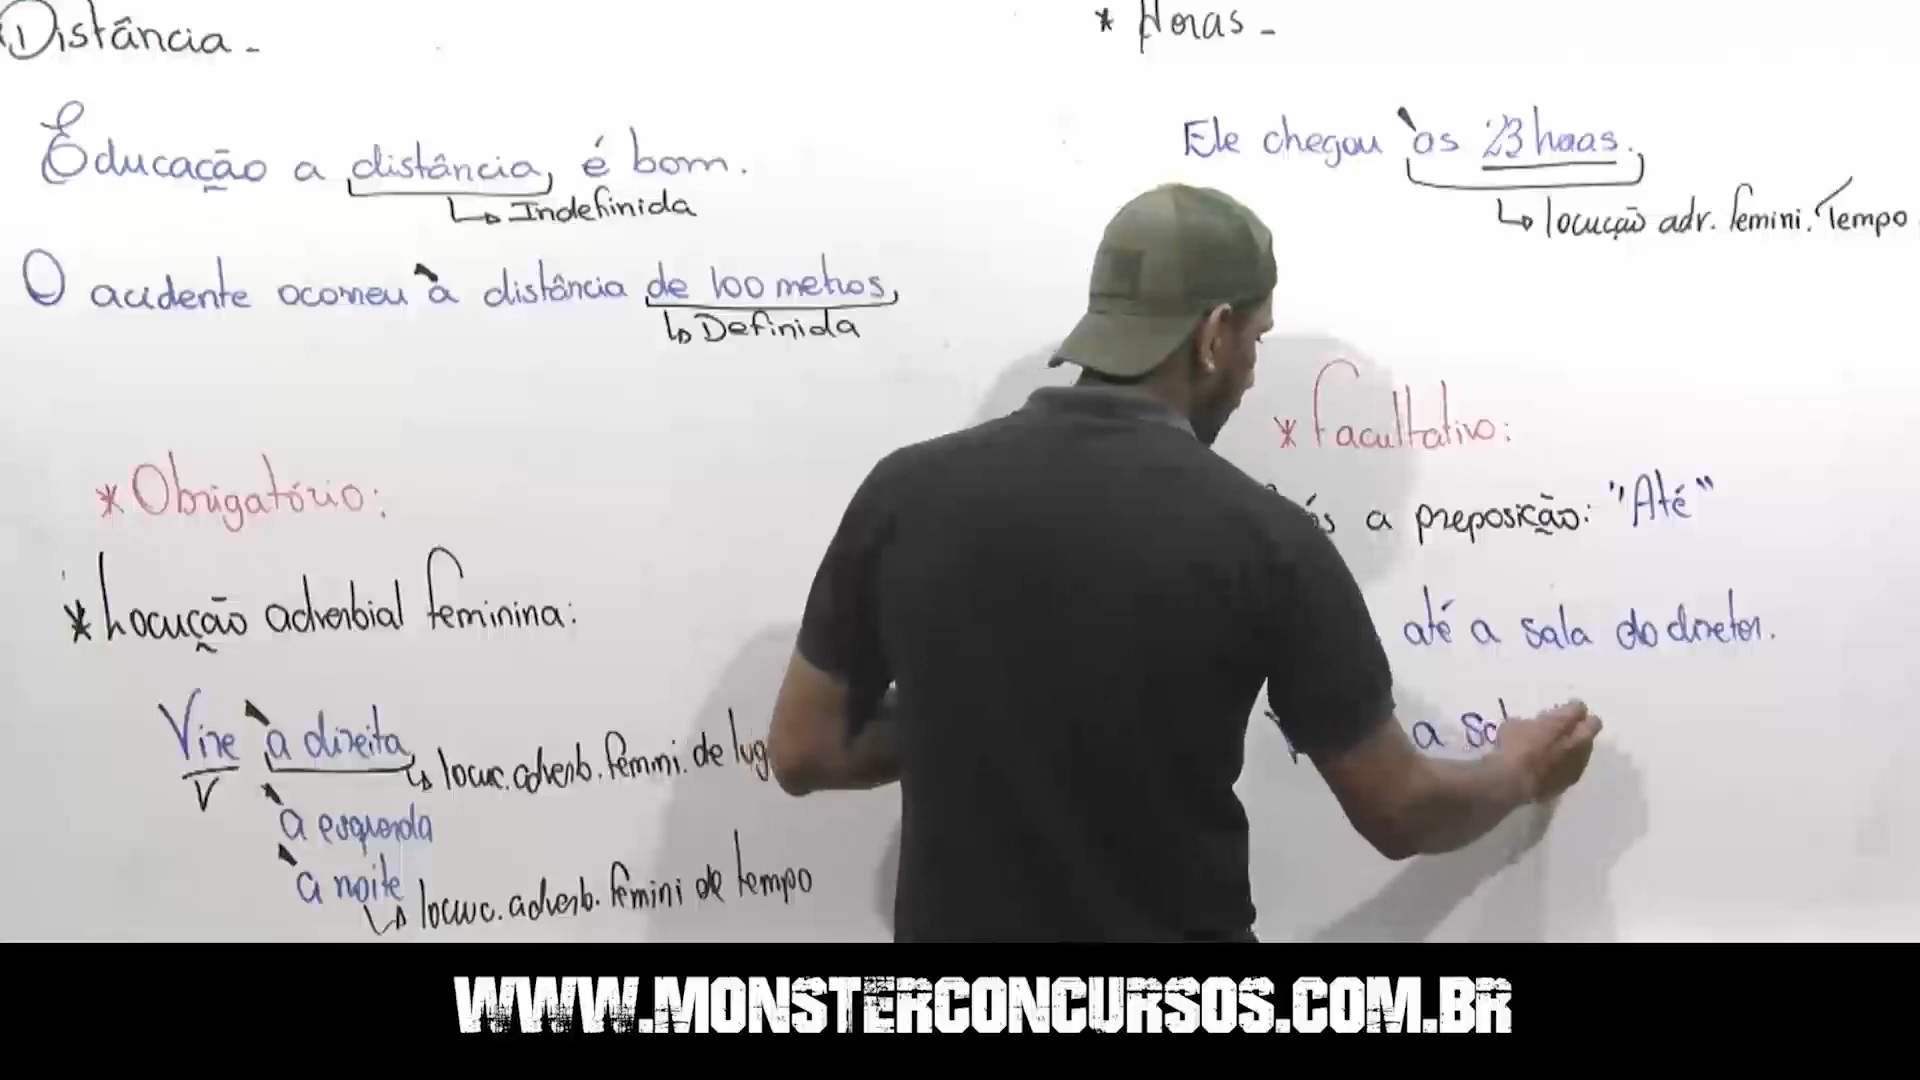 Distância -
Educação a distância, é bom.
↳ Indefinida
O acidente ocorreu à distância de 100 metros,
↳ Definida
* Obrigatório:
* Locução adverbial feminina:
Vire à direita
V
↳ locuc. adverb. femini. de lug
à esquerda
à noite
↳ locuc. adverb. femini de tempo
* Horas -
Ele chegou às 23 horas.
↳ locução adv. femini. Tempo
* Facultativo:
ós a preposição: "Até"
até a sala do diretor.
a sal
WWW.MONSTERCONCURSOS.COM.BR